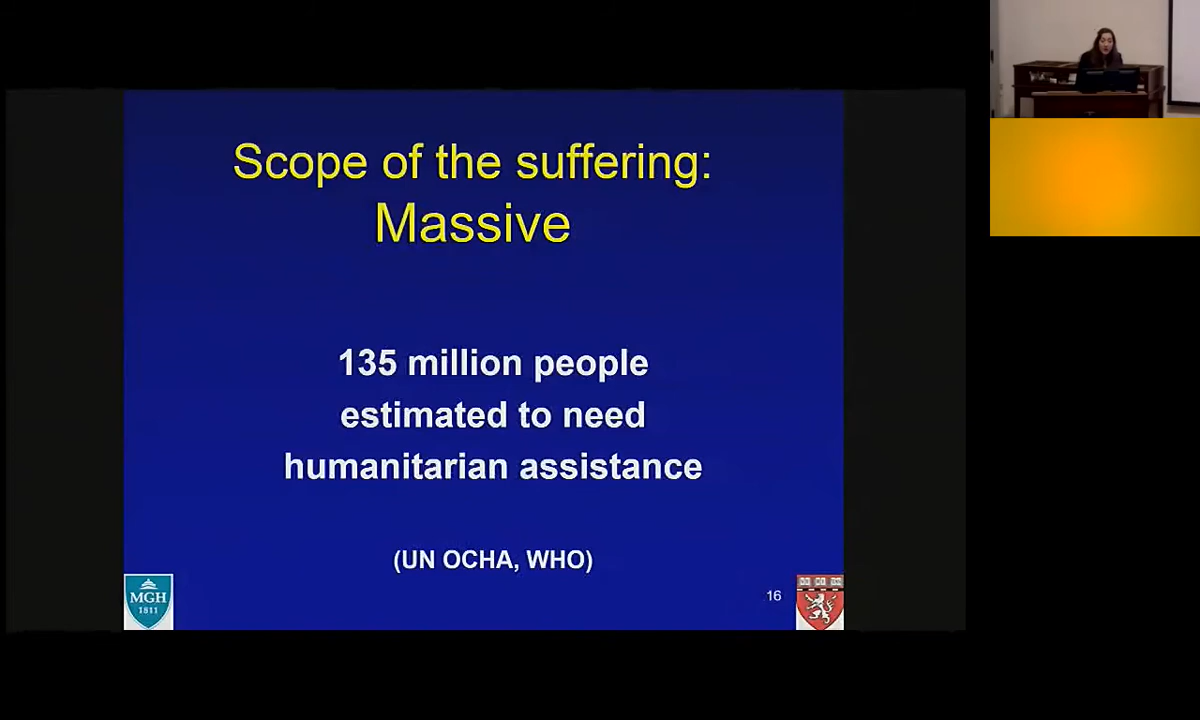 Scope of the suffering:
Massive
135 million people
estimated to need
humanitarian assistance
(UN OCHA, WHO)
MGH
1811
16